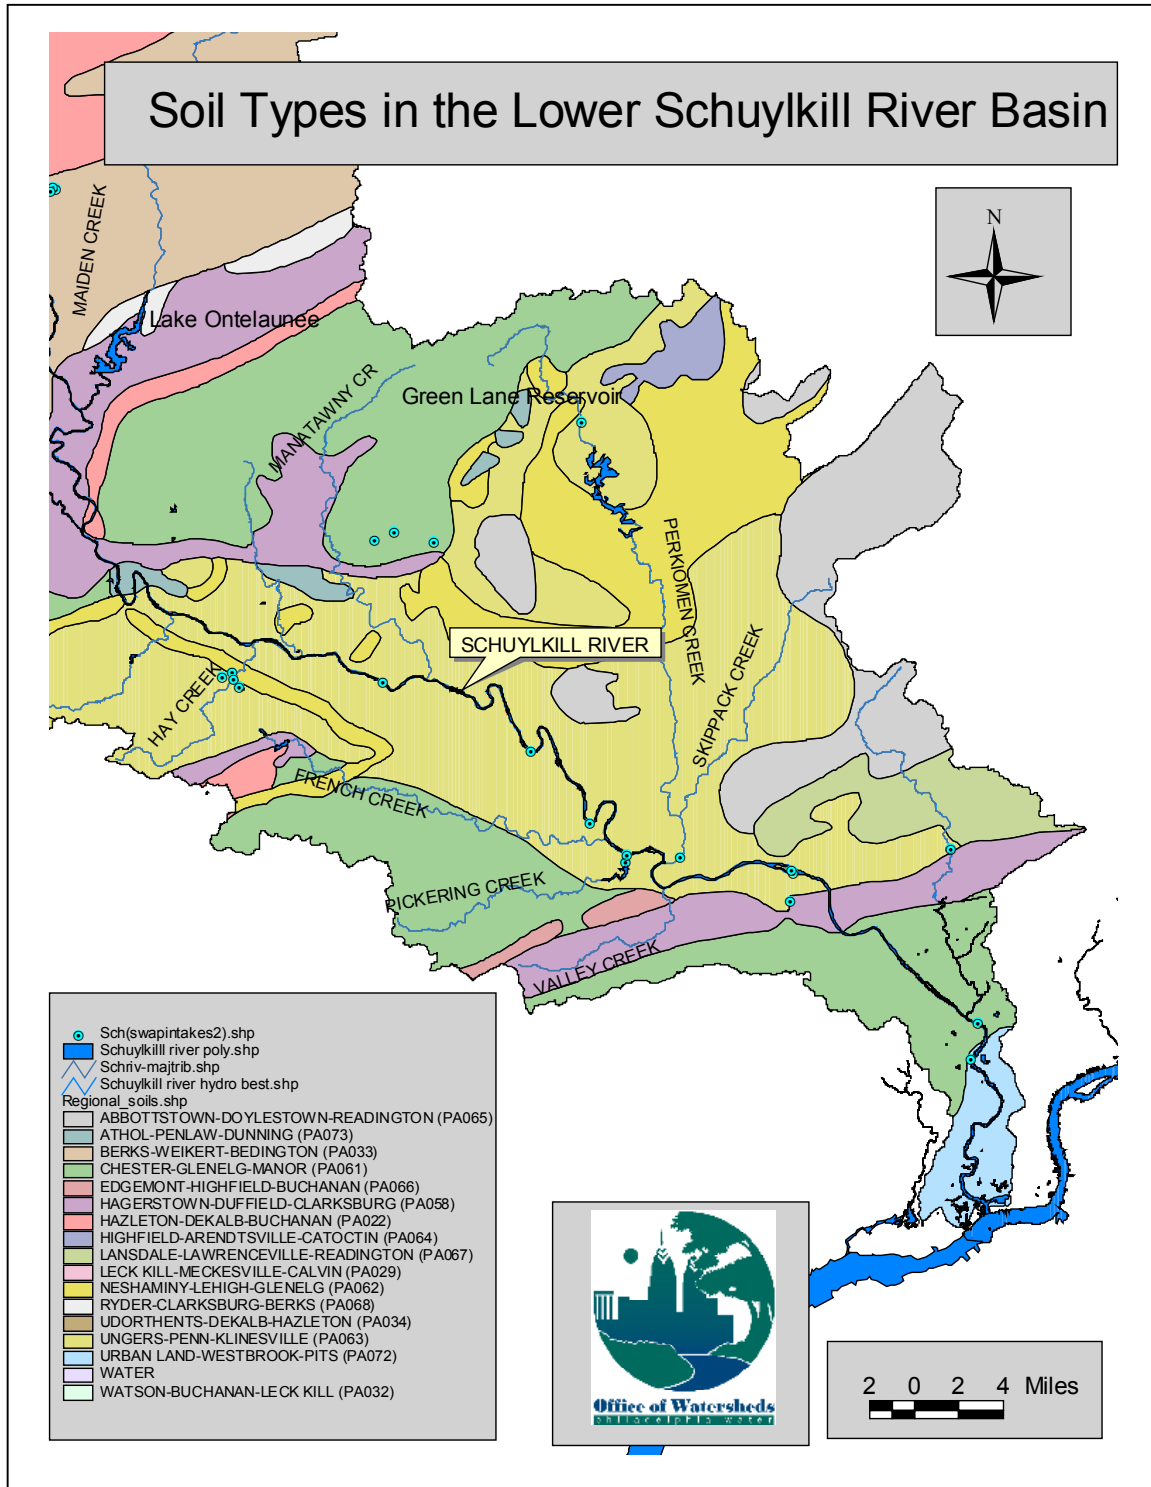 Soil Types in the Lower Schuylkill River Basin
N
MAIDEN CREEK
Lake Ontelaunee
MANATAWNY CR
Green Lane Reservoir
PERKIOMEN CREEK
SKIPPACK CREEK
SCHUYLKILL RIVER
HAY CREEK
FRENCH CREEK
PICKERING CREEK
VALLEY CREEK
Sch(swapintakes2).shp
Schuylkilll river poly.shp
Schriv-majtrib.shp
Schuylkill river hydro best.shp
Regional_soils.shp
ABBOTTSTOWN-DOYLESTOWN-READINGTON (PA065)
ATHOL-PENLAW-DUNNING (PA073)
BERKS-WEIKERT-BEDINGTON (PA033)
CHESTER-GLENELG-MANOR (PA061)
EDGEMONT-HIGHFIELD-BUCHANAN (PA066)
HAGERSTOWN-DUFFIELD-CLARKSBURG (PA058)
HAZLETON-DEKALB-BUCHANAN (PA022)
HIGHFIELD-ARENDTSVILLE-CATOCTIN (PA064)
LANSDALE-LAWRENCEVILLE-READINGTON (PA067)
LECK KILL-MECKESVILLE-CALVIN (PA029)
NESHAMINY-LEHIGH-GLENELG (PA062)
RYDER-CLARKSBURG-BERKS (PA068)
UDORTHENTS-DEKALB-HAZLETON (PA034)
UNGERS-PENN-KLINESVILLE (PA063)
URBAN LAND-WESTBROOK-PITS (PA072)
WATER
WATSON-BUCHANAN-LECK KILL (PA032)
Office of Watersheds
philadelphia water
2 0 2 4 Miles